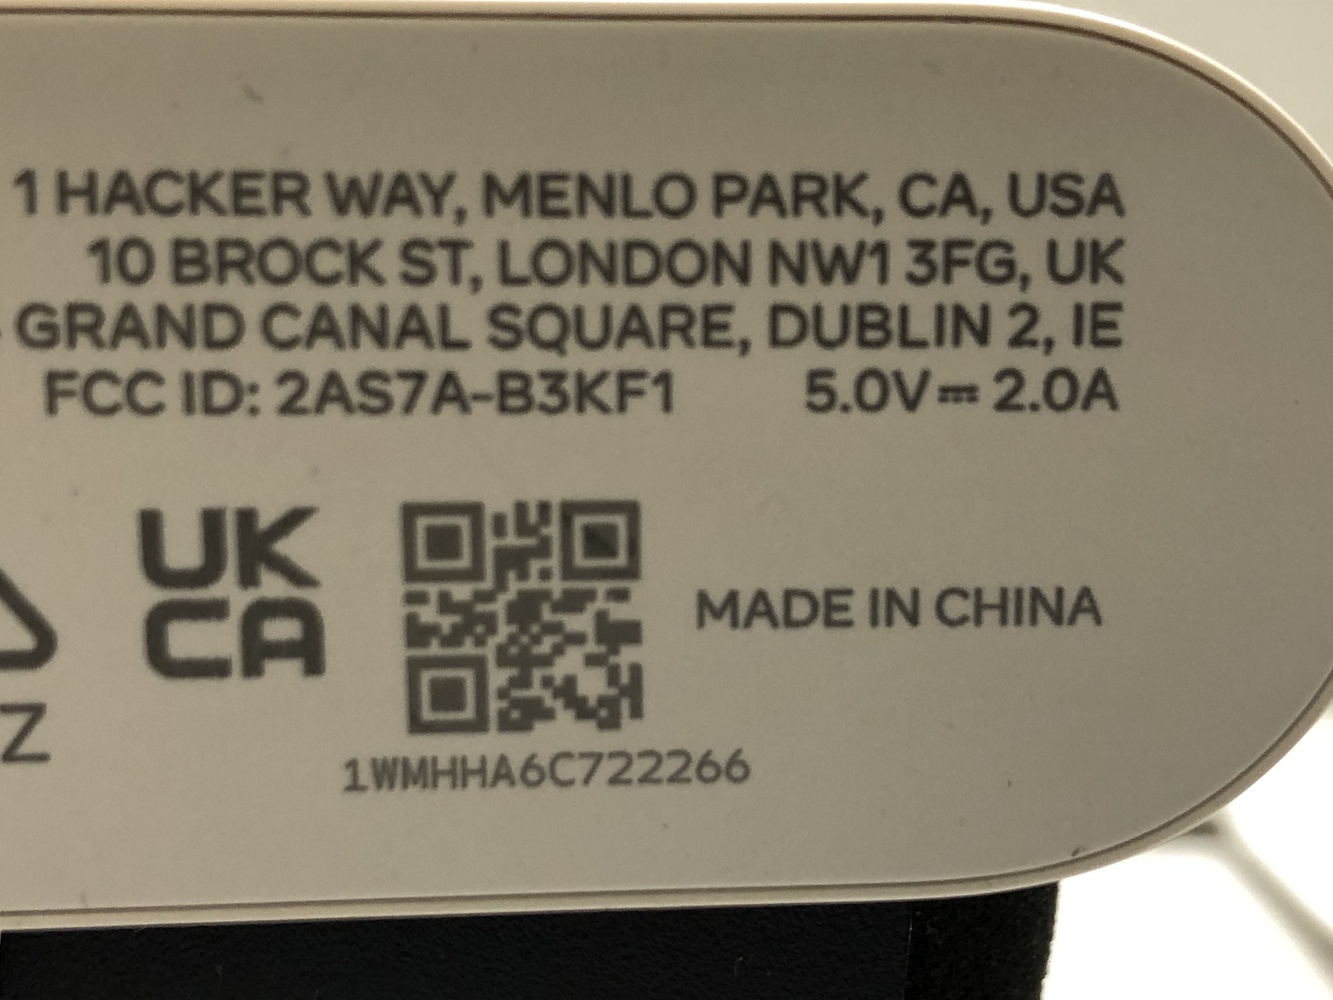 1 HACKER WAY, MENLO PARK, CA, USA
10 BROCK ST, LONDON NW1 3FG, UK
GRAND CANAL SQUARE, DUBLIN 2, IE
FCC ID: 2AS7A-B3KF1 5.0V⎓2.0A
UK
CA
MADE IN CHINA
Z
1WMHHA6C722266